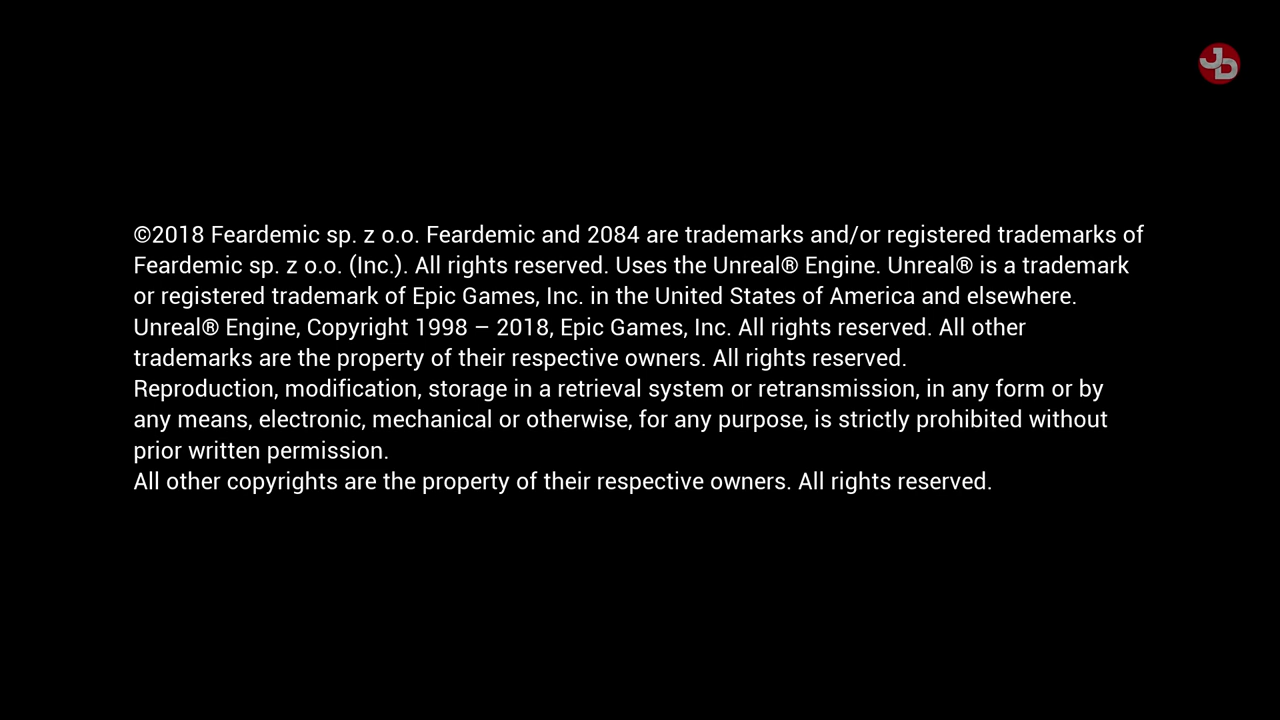 JD
©2018 Feardemic sp. z o.o. Feardemic and 2084 are trademarks and/or registered trademarks of
Feardemic sp. z o.o. (Inc.). All rights reserved. Uses the Unreal® Engine. Unreal® is a trademark
or registered trademark of Epic Games, Inc. in the United States of America and elsewhere.
Unreal® Engine, Copyright 1998 – 2018, Epic Games, Inc. All rights reserved. All other
trademarks are the property of their respective owners. All rights reserved.
Reproduction, modification, storage in a retrieval system or retransmission, in any form or by
any means, electronic, mechanical or otherwise, for any purpose, is strictly prohibited without
prior written permission.
All other copyrights are the property of their respective owners. All rights reserved.